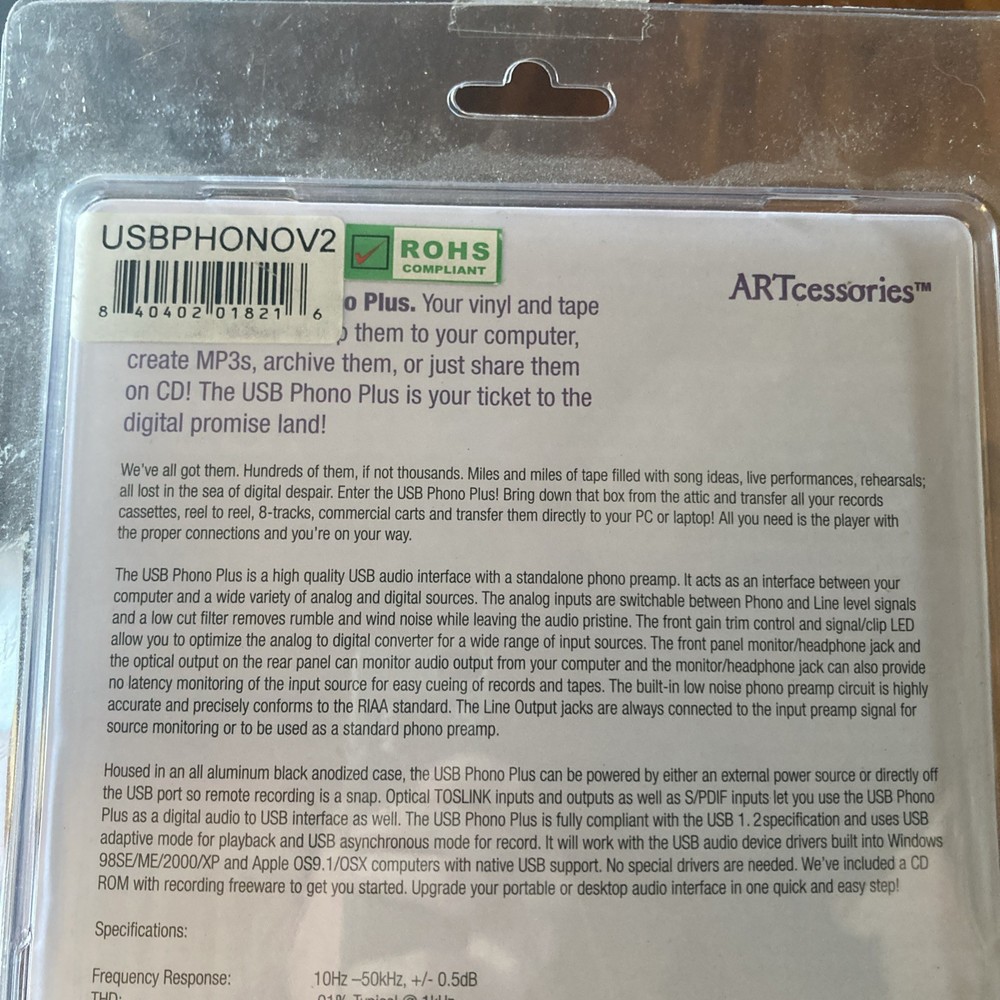 USBPHONOV2
8 40402 01821 6
ROHS
COMPLIANT
ARTcessories™
o Plus. Your vinyl and tape
them to your computer,
create MP3s, archive them, or just share them
on CD! The USB Phono Plus is your ticket to the
digital promise land!
We've all got them. Hundreds of them, if not thousands. Miles and miles of tape filled with song ideas, live performances, rehearsals;
all lost in the sea of digital despair. Enter the USB Phono Plus! Bring down that box from the attic and transfer all your records
cassettes, reel to reel, 8-tracks, commercial carts and transfer them directly to your PC or laptop! All you need is the player with
the proper connections and you're on your way.
The USB Phono Plus is a high quality USB audio interface with a standalone phono preamp. It acts as an interface between your
computer and a wide variety of analog and digital sources. The analog inputs are switchable between Phono and Line level signals
and a low cut filter removes rumble and wind noise while leaving the audio pristine. The front gain trim control and signal/clip LED
allow you to optimize the analog to digital converter for a wide range of input sources. The front panel monitor/headphone jack and
the optical output on the rear panel can monitor audio output from your computer and the monitor/headphone jack can also provide
no latency monitoring of the input source for easy cueing of records and tapes. The built-in low noise phono preamp circuit is highly
accurate and precisely conforms to the RIAA standard. The Line Output jacks are always connected to the input preamp signal for
source monitoring or to be used as a standard phono preamp.
Housed in an all aluminum black anodized case, the USB Phono Plus can be powered by either an external power source or directly off
the USB port so remote recording is a snap. Optical TOSLINK inputs and outputs as well as S/PDIF inputs let you use the USB Phono
Plus as a digital audio to USB interface as well. The USB Phono Plus is fully compliant with the USB 1.2 specification and uses USB
adaptive mode for playback and USB asynchronous mode for record. It will work with the USB audio device drivers built into Windows
98SE/ME/2000/XP and Apple OS9.1/OSX computers with native USB support. No special drivers are needed. We've included a CD
ROM with recording freeware to get you started. Upgrade your portable or desktop audio interface in one quick and easy step!
Specifications:
Frequency Response: 10Hz –50kHz, +/- 0.5dB
THD: